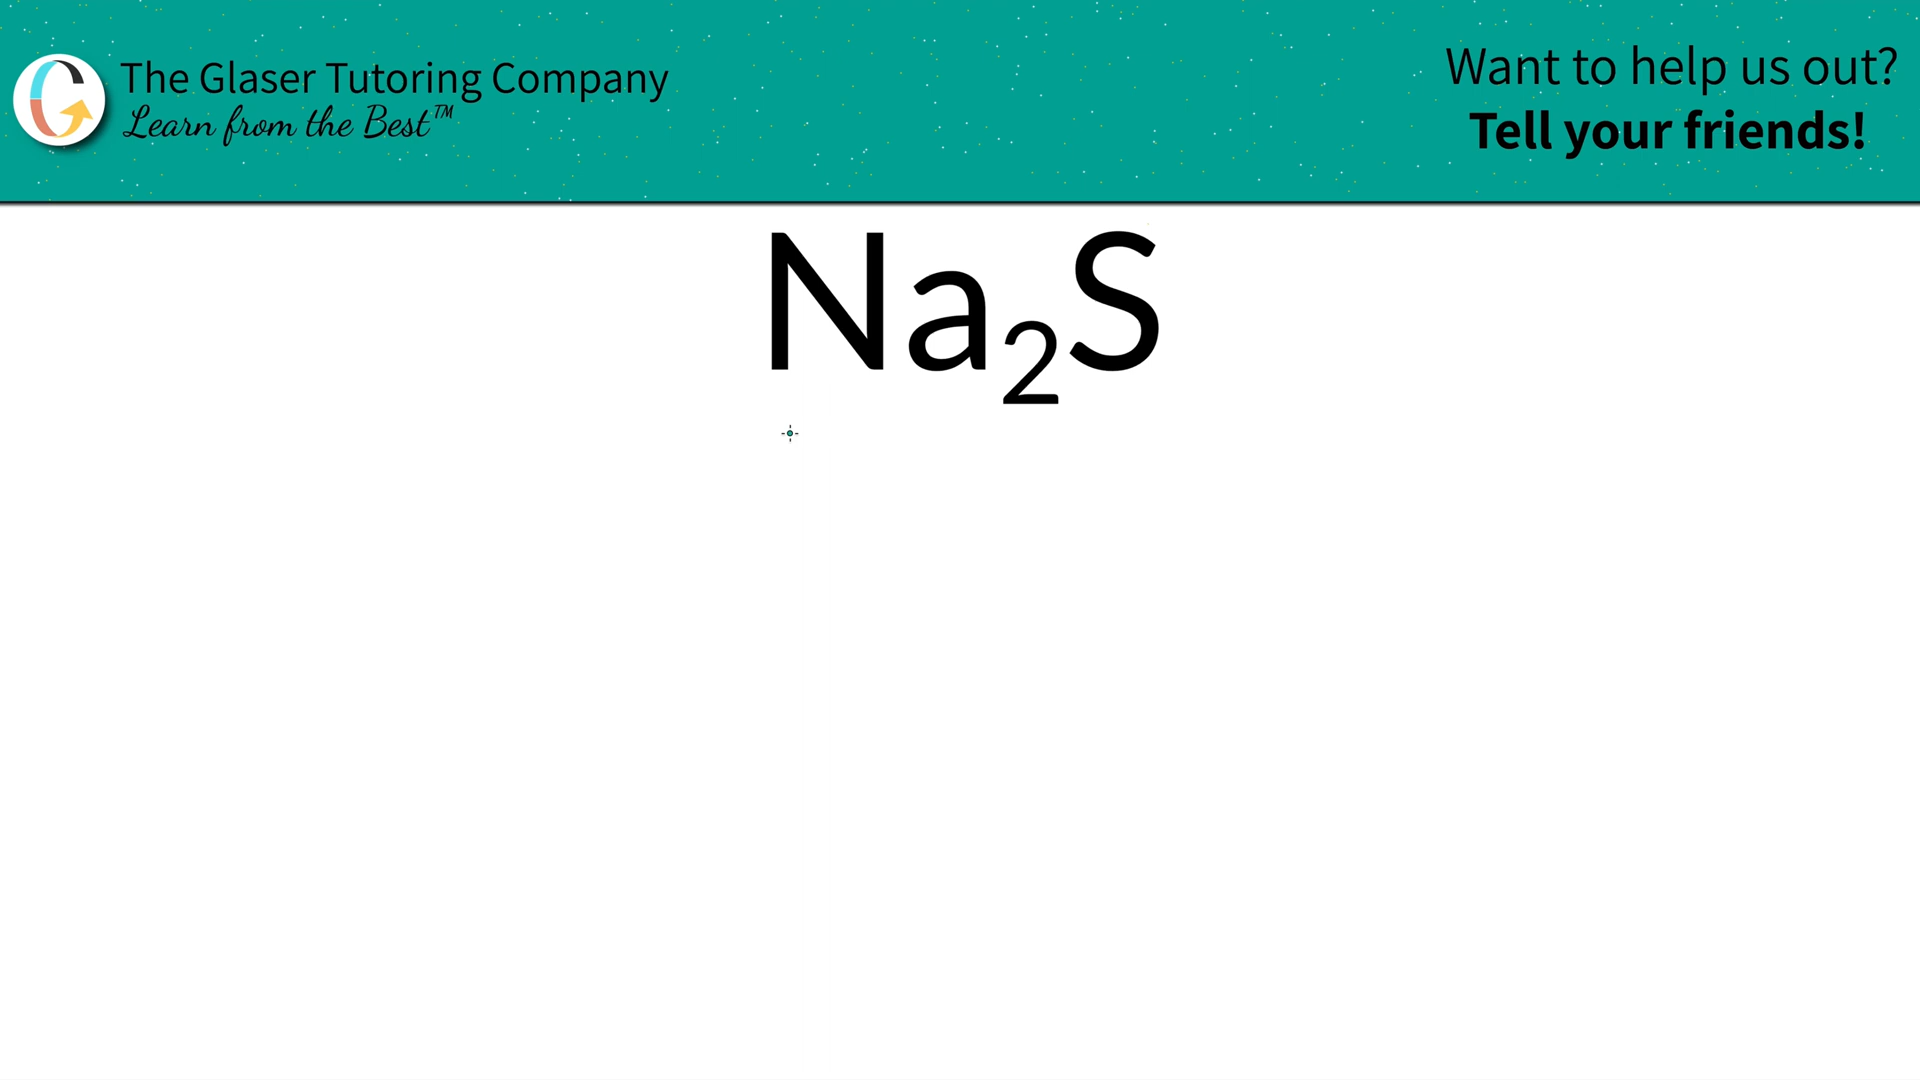 The Glaser Tutoring Company
Learn from the Best™
Want to help us out?
Tell your friends!
Na₂S